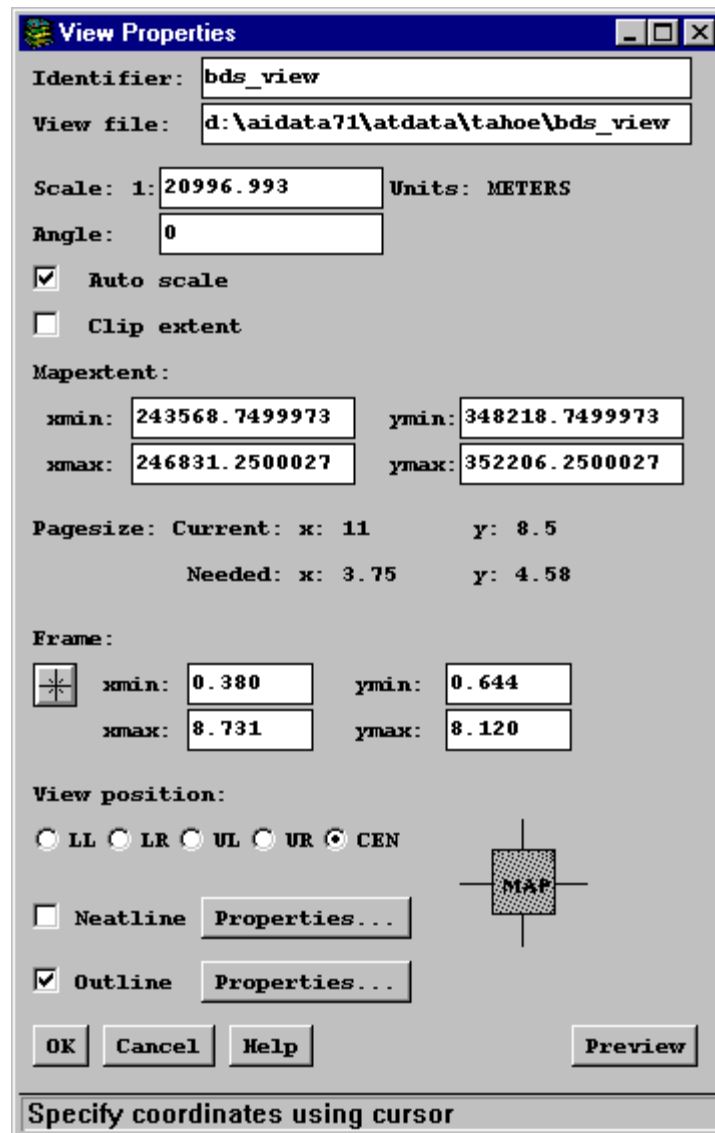 View Properties
Identifier: bds_view
View file: d:\aidata71\atdata\tahoe\bds_view
Scale: 1: 20996.993 Units: METERS
Angle: 0
Auto scale
Clip extent
Mapextent:
xmin: 243568.7499973 ymin: 348218.7499973
xmax: 246831.2500027 ymax: 352206.2500027
Pagesize: Current: x: 11 y: 8.5
Needed: x: 3.75 y: 4.58
Frame:
xmin: 0.380 ymin: 0.644
xmax: 8.731 ymax: 8.120
View position:
LL LR UL UR CEN
MAP
Neatline Properties...
Outline Properties...
OK Cancel Help Preview
Specify coordinates using cursor